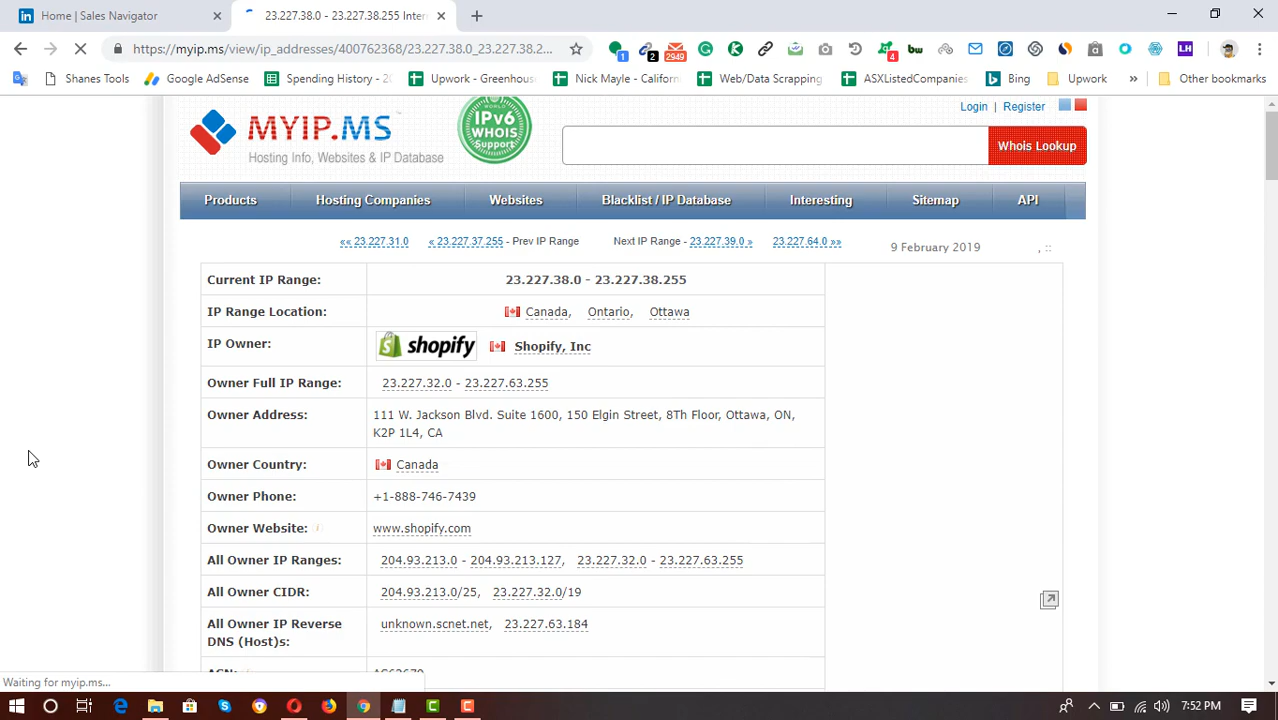 in Home | Sales Navigator
23.227.38.0 - 23.227.38.255 Inter
https://myip.ms/view/ip_addresses/400762368/23.227.38.0_23.227.38.2...
1 2 2949 4 bw LH
Shanes Tools Google AdSense Spending History - 20 Upwork - Greenhous Nick Mayle - Californi Web/Data Scrapping ASXListedCompanies Bing Upwork » Other bookmarks
Login | Register
MYIP.MS
Hosting Info, Websites & IP Database
WORLD
IPv6
WHOIS
Support
Whois Lookup
Products Hosting Companies Websites Blacklist / IP Database Interesting Sitemap API
«« 23.227.31.0 « 23.227.37.255 - Prev IP Range Next IP Range - 23.227.39.0 » 23.227.64.0 »» 9 February 2019 , ::
Current IP Range: 23.227.38.0 - 23.227.38.255
IP Range Location: Canada, Ontario, Ottawa
IP Owner: shopify Shopify, Inc
Owner Full IP Range: 23.227.32.0 - 23.227.63.255
Owner Address: 111 W. Jackson Blvd. Suite 1600, 150 Elgin Street, 8Th Floor, Ottawa, ON,
K2P 1L4, CA
Owner Country: Canada
Owner Phone: +1-888-746-7439
Owner Website: www.shopify.com
All Owner IP Ranges: 204.93.213.0 - 204.93.213.127, 23.227.32.0 - 23.227.63.255
All Owner CIDR: 204.93.213.0/25, 23.227.32.0/19
All Owner IP Reverse
DNS (Host)s: unknown.scnet.net, 23.227.63.184
Waiting for myip.ms...
7:52 PM